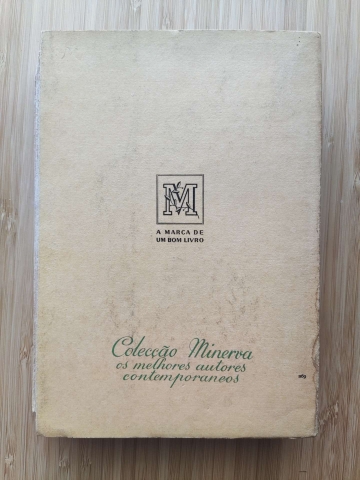 M
A MARCA DE
UM BOM LIVRO
Colecção Minerva
os melhores autores
contemporaneos